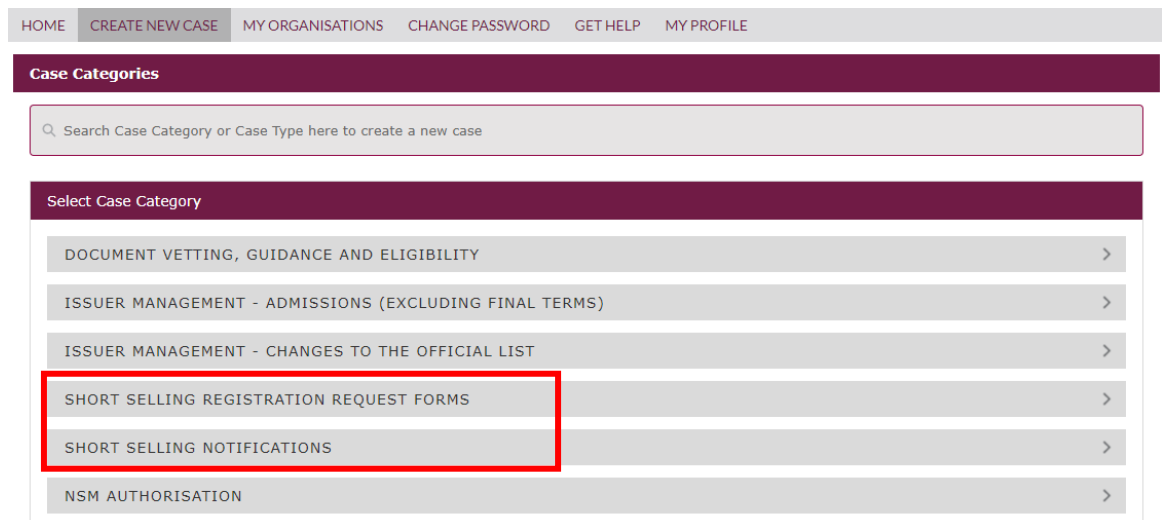 HOME CREATE NEW CASE MY ORGANISATIONS CHANGE PASSWORD GET HELP MY PROFILE
Case Categories
Search Case Category or Case Type here to create a new case
Select Case Category
DOCUMENT VETTING, GUIDANCE AND ELIGIBILITY
ISSUER MANAGEMENT - ADMISSIONS (EXCLUDING FINAL TERMS)
ISSUER MANAGEMENT - CHANGES TO THE OFFICIAL LIST
SHORT SELLING REGISTRATION REQUEST FORMS
SHORT SELLING NOTIFICATIONS
NSM AUTHORISATION